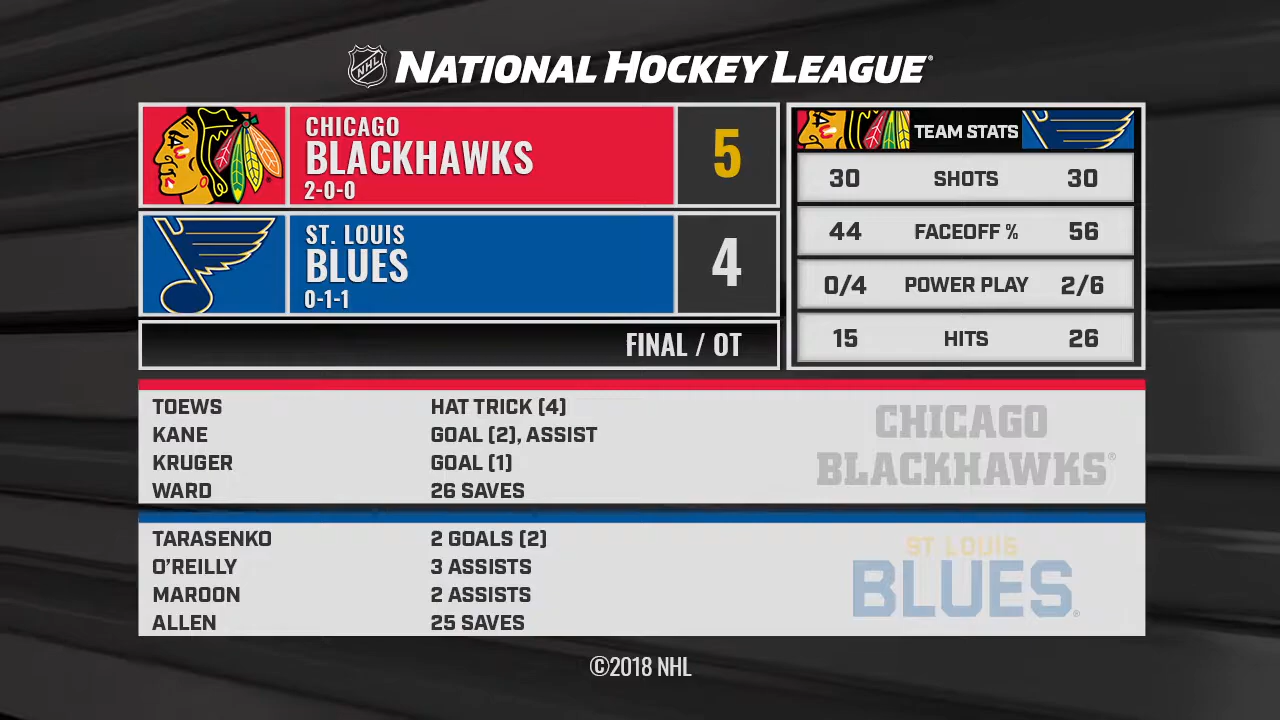 NHL NATIONAL HOCKEY LEAGUE®
CHICAGO
BLACKHAWKS
2-0-0
5
ST. LOUIS
BLUES
0-1-1
4
FINAL / OT
TEAM STATS
30 SHOTS 30
44 FACEOFF % 56
0/4 POWER PLAY 2/6
15 HITS 26
TOEWS HAT TRICK (4)
KANE GOAL (2), ASSIST
KRUGER GOAL (1)
WARD 26 SAVES
CHICAGO
BLACKHAWKS®
TARASENKO 2 GOALS (2)
O'REILLY 3 ASSISTS
MAROON 2 ASSISTS
ALLEN 25 SAVES
ST LOUIS
BLUES®
©2018 NHL